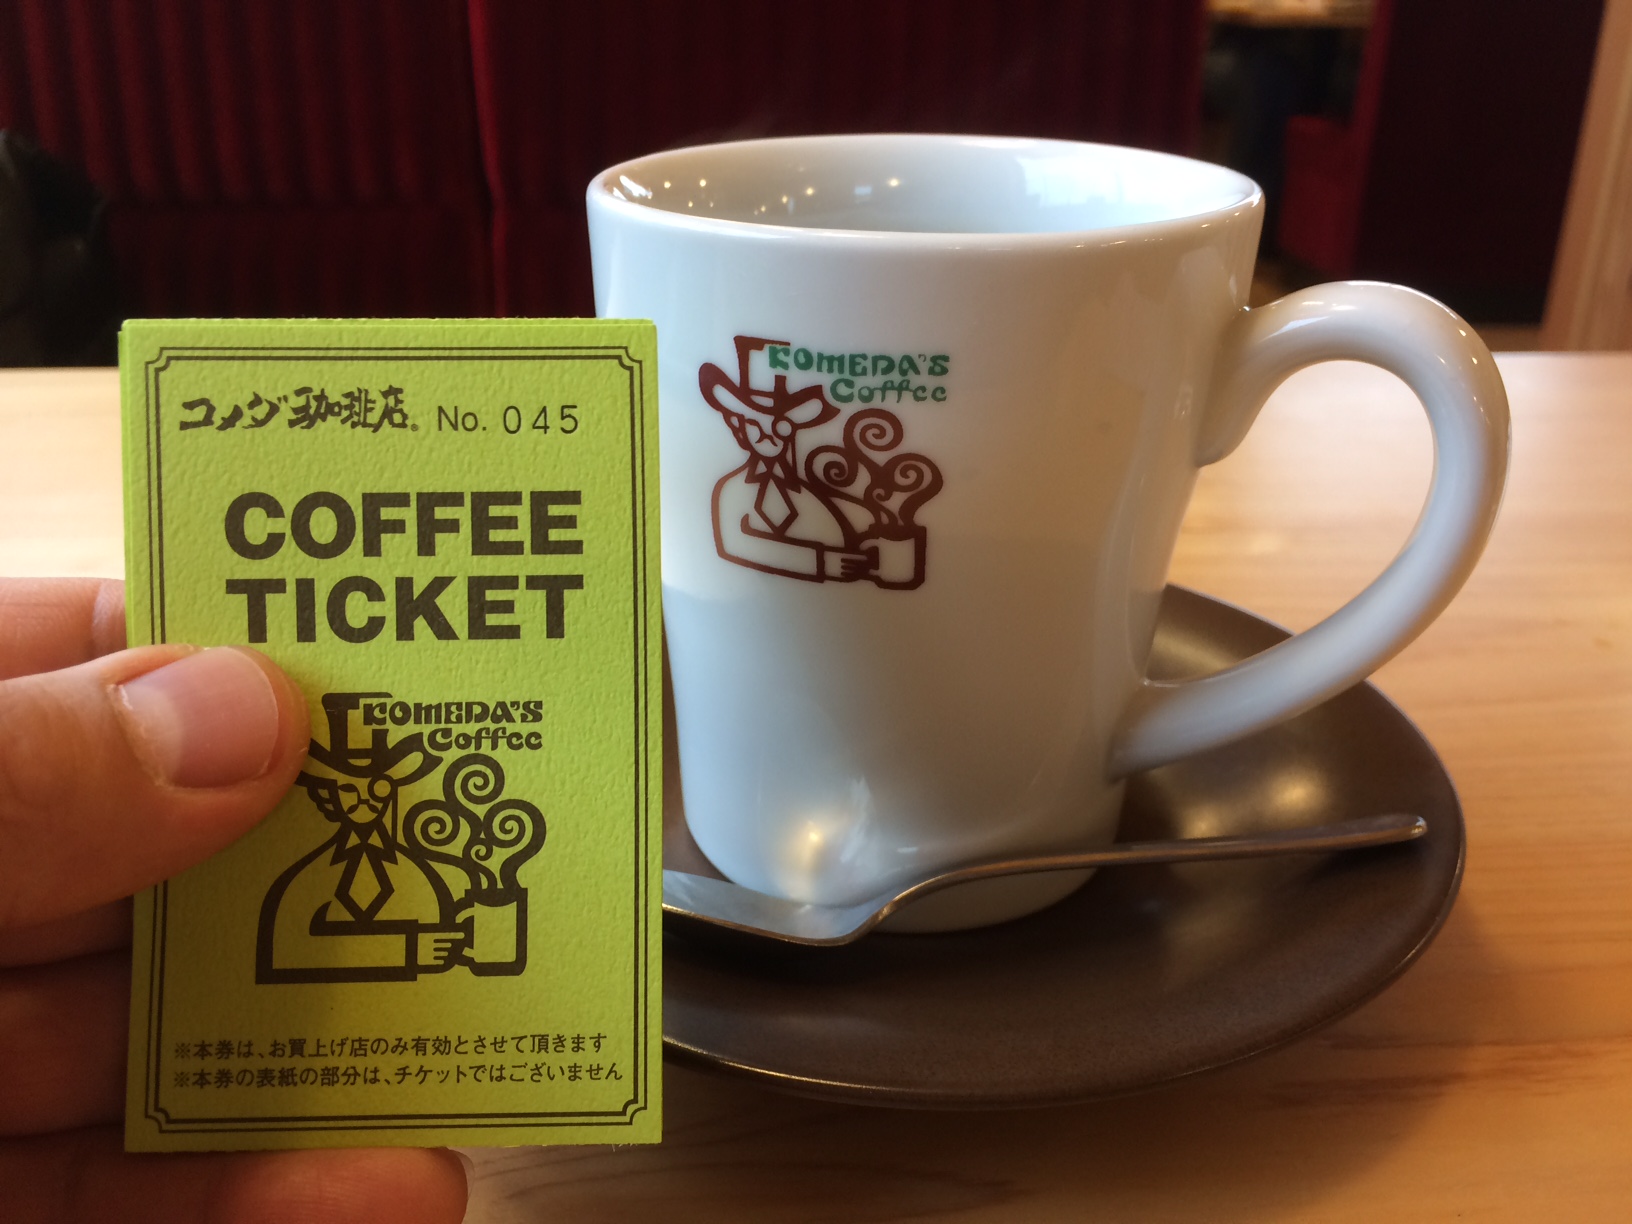 コメダ珈琲店® No. 045
COFFEE
TICKET
KOMEDA'S
Coffee
※本券は、お買上げ店のみ有効とさせて頂きます
※本券の表紙の部分は、チケットではございません
KOMEDA'S
Coffee